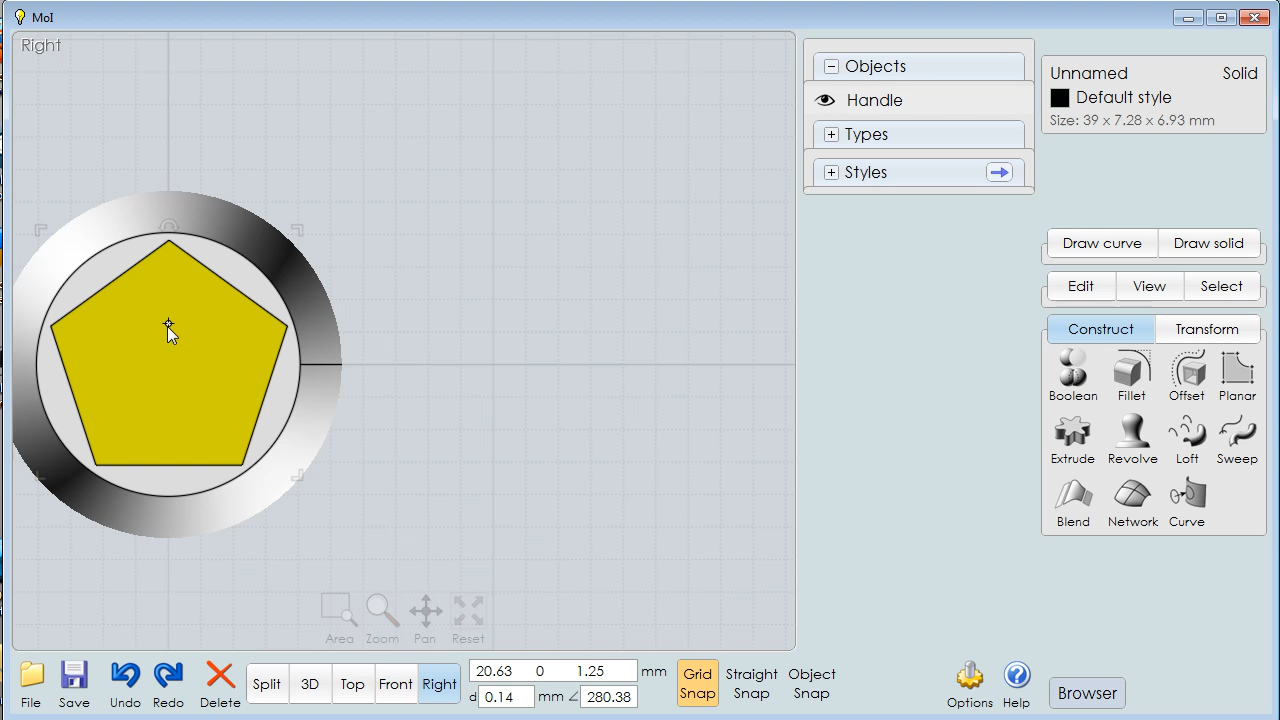 MoI
Right
Objects
Handle
Types
Styles
Unnamed Solid
Default style
Size: 39 x 7.28 x 6.93 mm
Draw curve Draw solid
Edit View Select
Construct Transform
Boolean Fillet Offset Planar
Extrude Revolve Loft Sweep
Blend Network Curve
Area Zoom Pan Reset
File Save Undo Redo Delete
Split 3D Top Front Right
20.63 0 1.25 mm
d 0.14 mm ∠ 280.38
Grid Snap
Straight Snap
Object Snap
Options Help
Browser